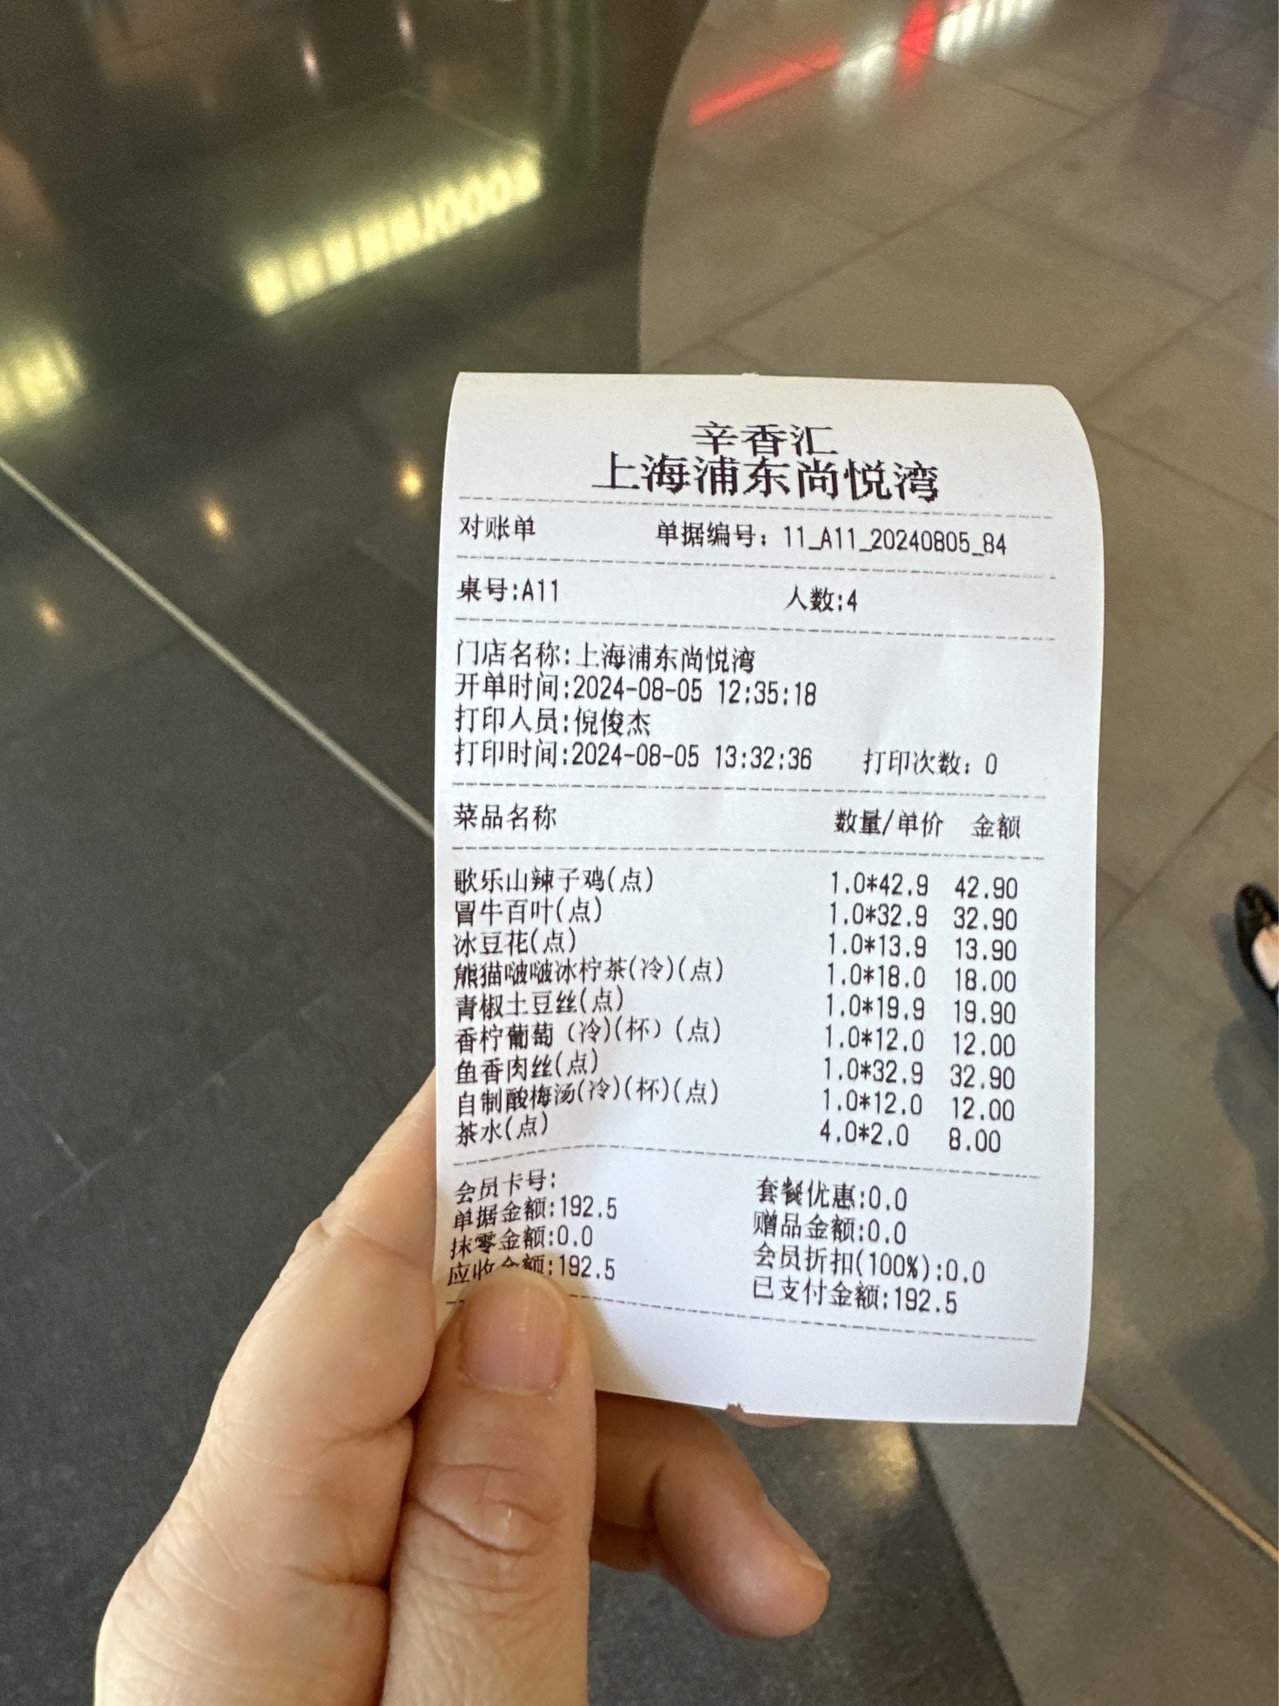 辛香汇
上海浦东尚悦湾
对账单 单据编号：11_A11_20240805_84
桌号:A11 人数:4
门店名称:上海浦东尚悦湾
开单时间:2024-08-05 12:35:18
打印人员:倪俊杰
打印时间:2024-08-05 13:32:36 打印次数：0
菜品名称 数量/单价 金额
歌乐山辣子鸡(点) 1.0*42.9 42.90
冒牛百叶(点) 1.0*32.9 32.90
冰豆花(点) 1.0*13.9 13.90
熊猫啵啵冰柠茶(冷)(点) 1.0*18.0 18.00
青椒土豆丝(点) 1.0*19.9 19.90
香柠葡萄（冷)(杯）(点) 1.0*12.0 12.00
鱼香肉丝(点) 1.0*32.9 32.90
自制酸梅汤(冷)(杯)(点) 1.0*12.0 12.00
茶水(点) 4.0*2.0 8.00
会员卡号: 套餐优惠:0.0
单据金额:192.5 赠品金额:0.0
抹零金额:0.0 会员折扣(100%):0.0
应收金额:192.5 已支付金额:192.5